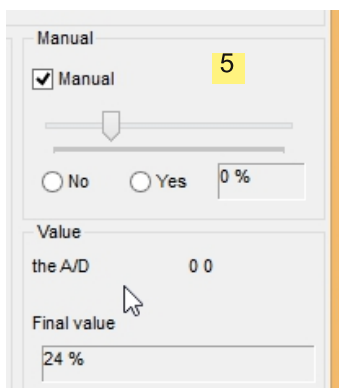 Manual
Manual 5
No Yes 0 %
Value
the A/D 0 0
Final value
24 %